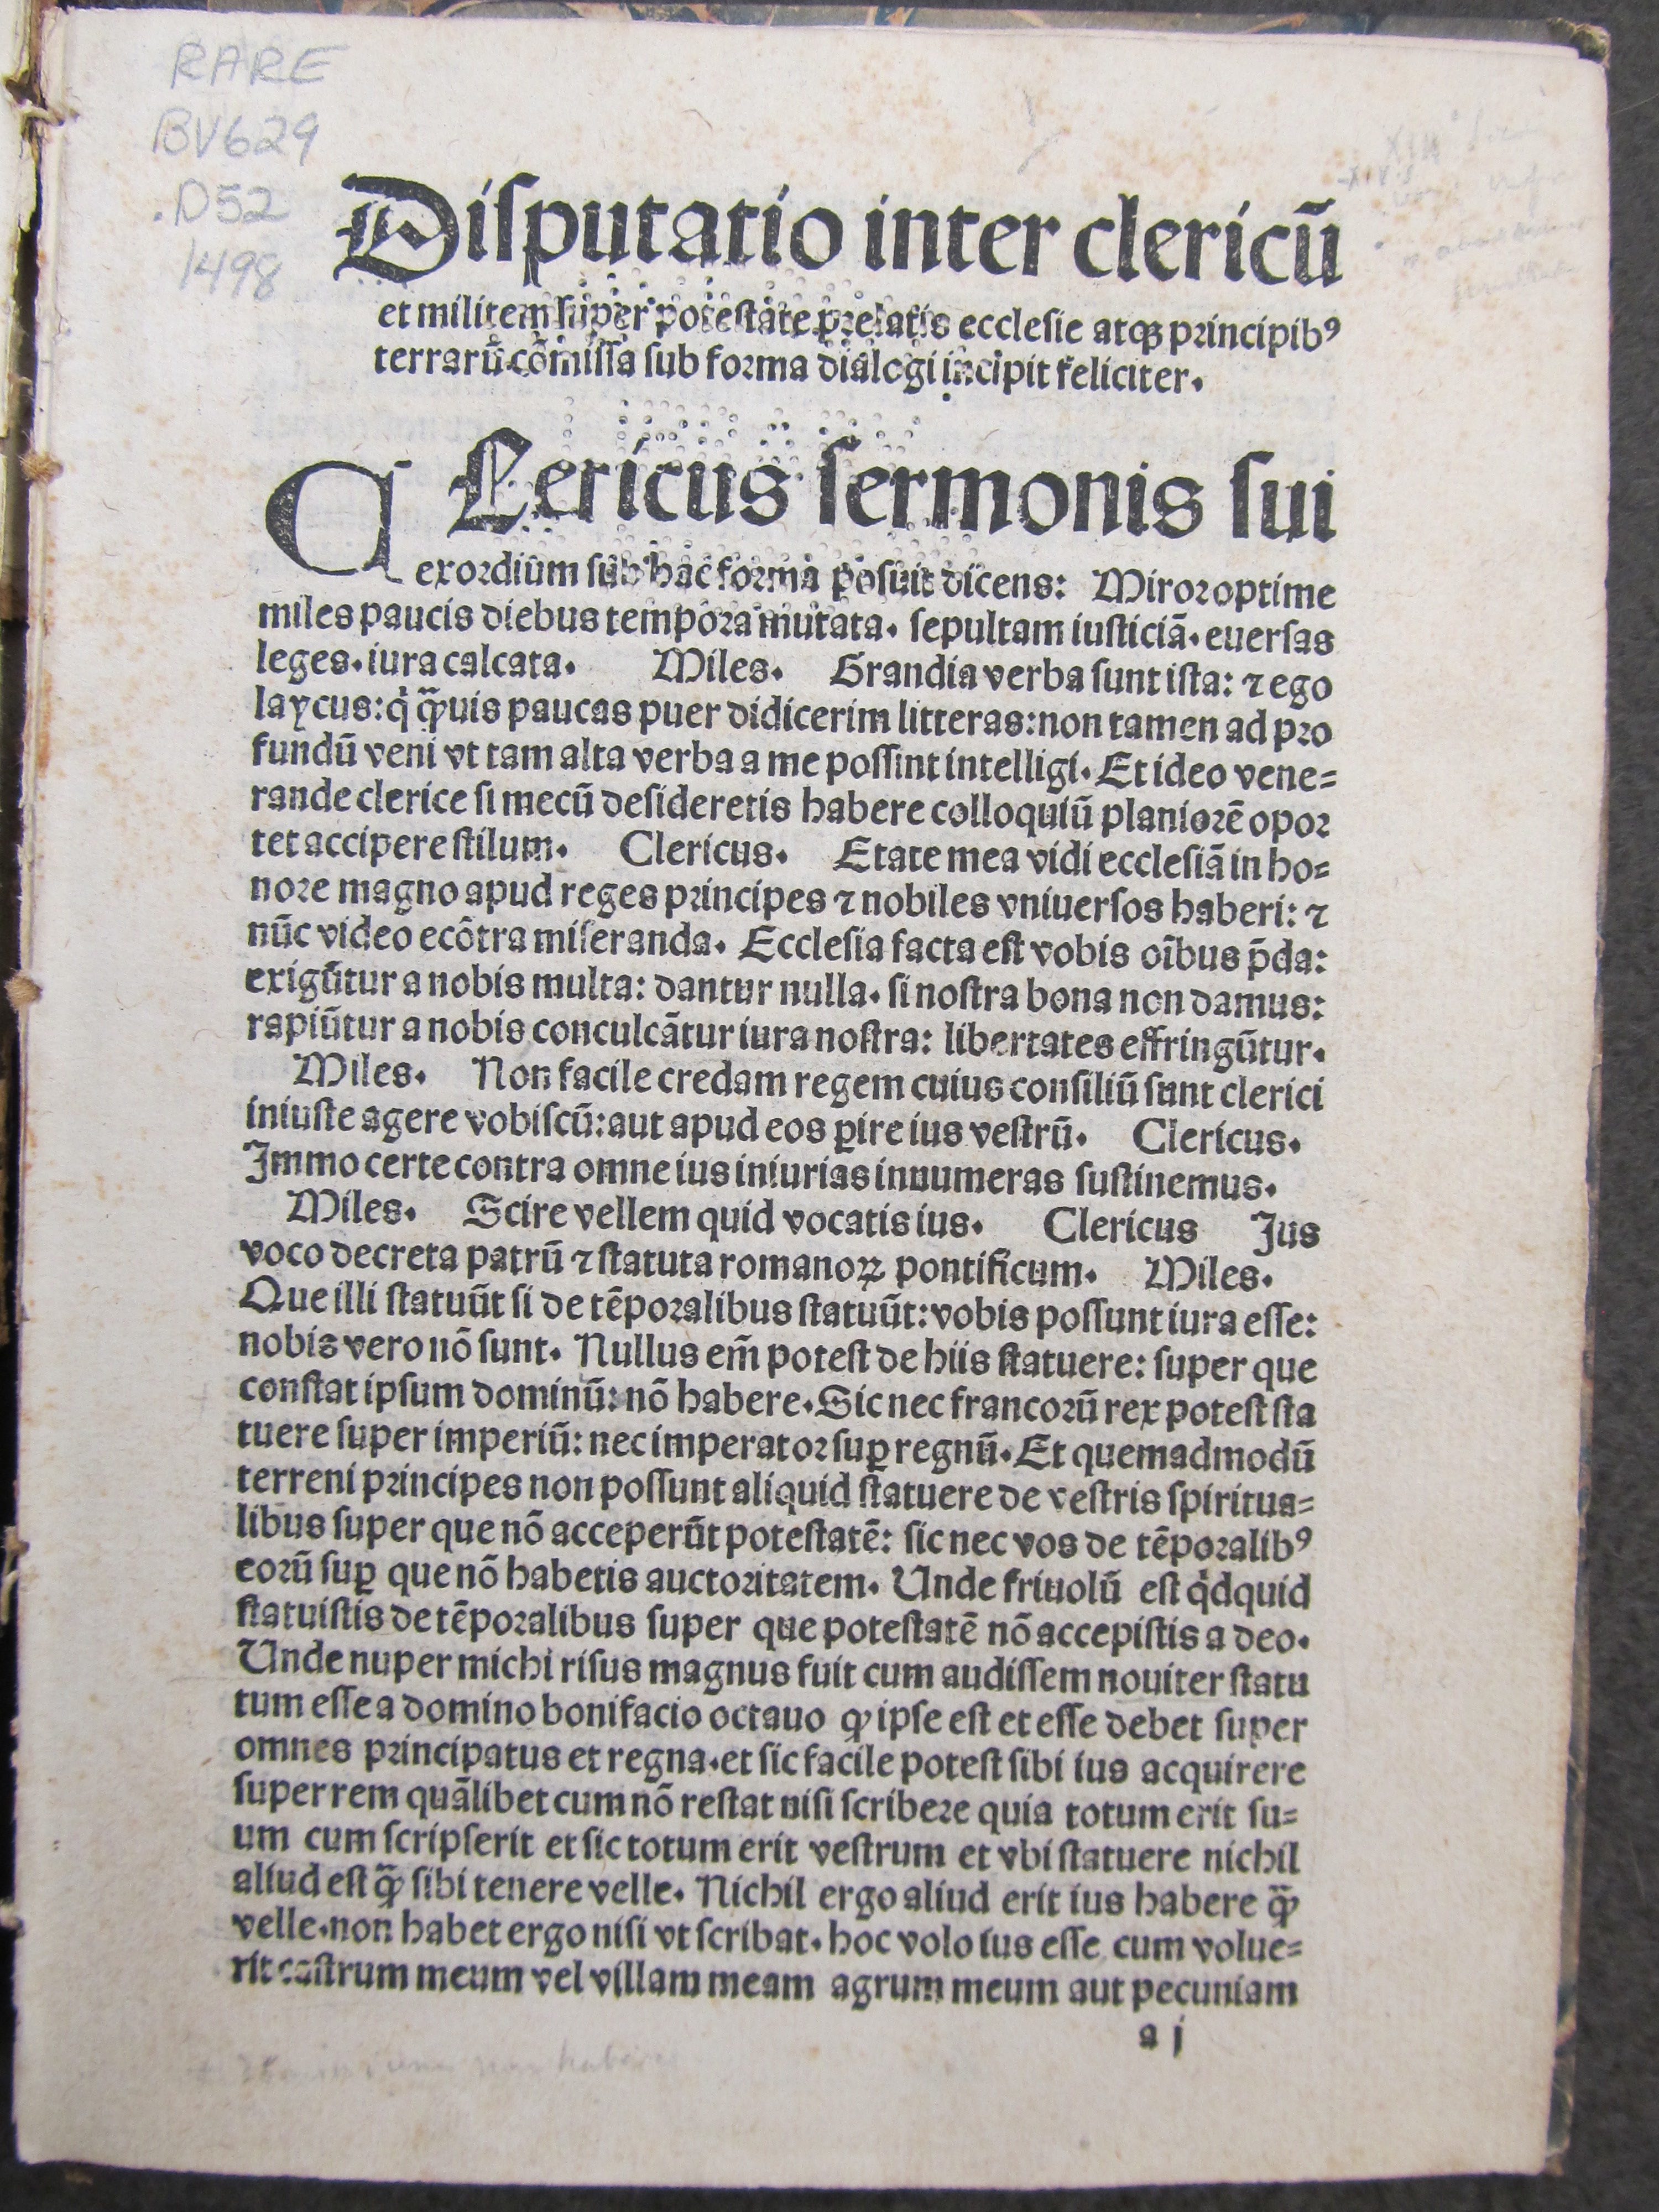 RARE
BV629
.D52
1498
Disputatio inter clericū
et militem super potestate prelatis ecclesie atqꝫ principibꝰ
terrarū cōmissa sub forma dialogi incipit feliciter.
CLericus sermonis sui
exordium sub hac forma posuit dicens: Miror optime
miles paucis diebus tempora mutata. sepultam iusticiā. euersas
leges. iura calcata. Miles. Grandia verba sunt ista: ⁊ ego
laycus: q̇ q̄uis paucas puer didicerim litteras: non tamen ad pro
fundū veni vt tam alta verba a me possint intelligi. Et ideo vene=
rande clerice si mecū desideretis habere colloquiū planiorē opor
tet accipere stilum. Clericus. Etate mea vidi ecclesiā in ho=
nore magno apud reges principes ⁊ nobiles vniuersos haberi: ⁊
nūc video ecōtra miseranda. Ecclesia facta est vobis oībus p̄da:
exigūtur a nobis multa: dantur nulla. si nostra bona non damus:
rapiūtur a nobis conculcātur iura nostra: libertates effringūtur.
Miles. Non facile credam regem cuius consiliū sunt clerici
iniuste agere vobiscū: aut apud eos ꝑire ius vestrū. Clericus.
Immo certe contra omne ius iniurias innumeras sustinemus.
Miles. Scire vellem quid vocatis ius. Clericus Jus
voco decreta patrū ⁊ statuta romanoꝝ pontificum. Miles.
Que illi statuūt si de tēporalibus statuūt: vobis possunt iura esse:
nobis vero nō sunt. Nullus em̄ potest de hiis statuere: super que
constat ipsum dominū: nō habere. Sic nec francorū rex potest sta
tuere super imperiū: nec imperator suꝑ regnū. Et quemadmodū
terreni principes non possunt aliquid statuere de vestris spiritua=
libus super que nō acceperūt potestatē: sic nec vos de tēporalibꝰ
eorū suꝑ que nō habetis auctoritatem. Unde friuolū est q̇dquid
statuistis de tēporalibus super que potestatē nō accepistis a deo.
Unde nuper michi risus magnus fuit cum audissem nouiter statu
tum esse a domino bonifacio octauo ꝙ ipse est et esse debet super
omnes principatus et regna. et sic facile potest sibi ius acquirere
super rem quālibet cum nō restat nisi scribere quia totum erit su=
um cum scripserit et sic totum erit vestrum et vbi statuere nichil
aliud est q̄ sibi tenere velle. Nichil ergo aliud erit ius habere q̄
velle. non habet ergo nisi vt scribat. hoc volo ius esse cum volue=
rit castrum meum vel villam meam agrum meum aut pecuniam
a j